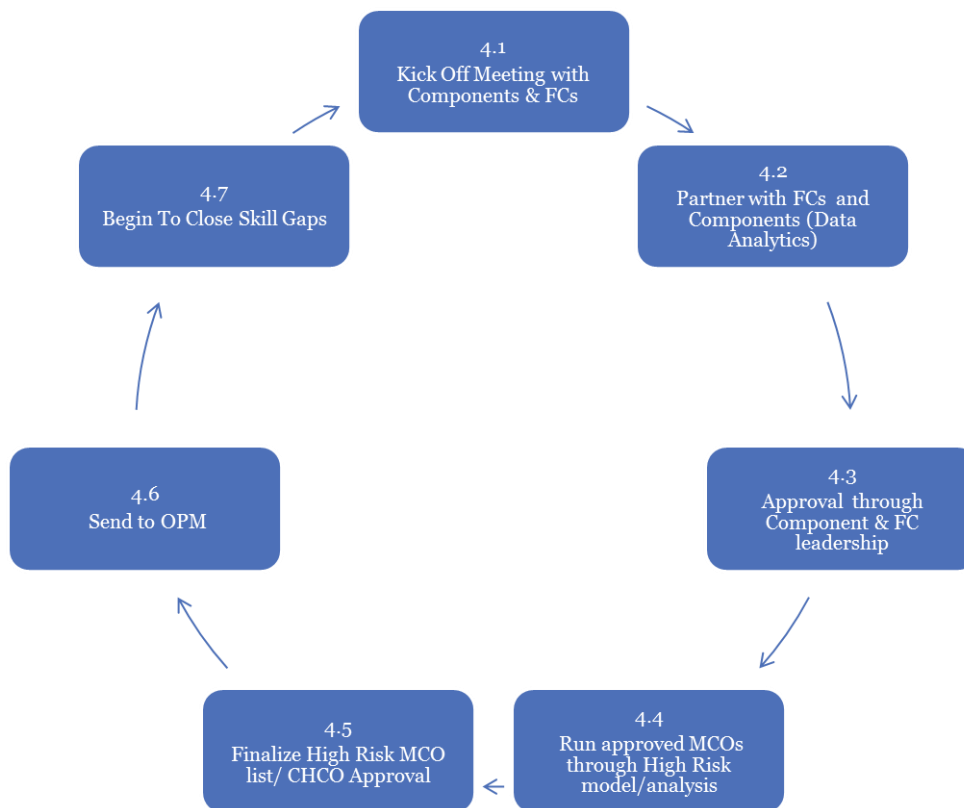 4.1
Kick Off Meeting with
Components & FCs
4.2
Partner with FCs and
Components (Data
Analytics)
4.3
Approval through
Component & FC
leadership
4.4
Run approved MCOs
through High Risk
model/analysis
4.5
Finalize High Risk MCO
list/ CHCO Approval
4.6
Send to OPM
4.7
Begin To Close Skill Gaps